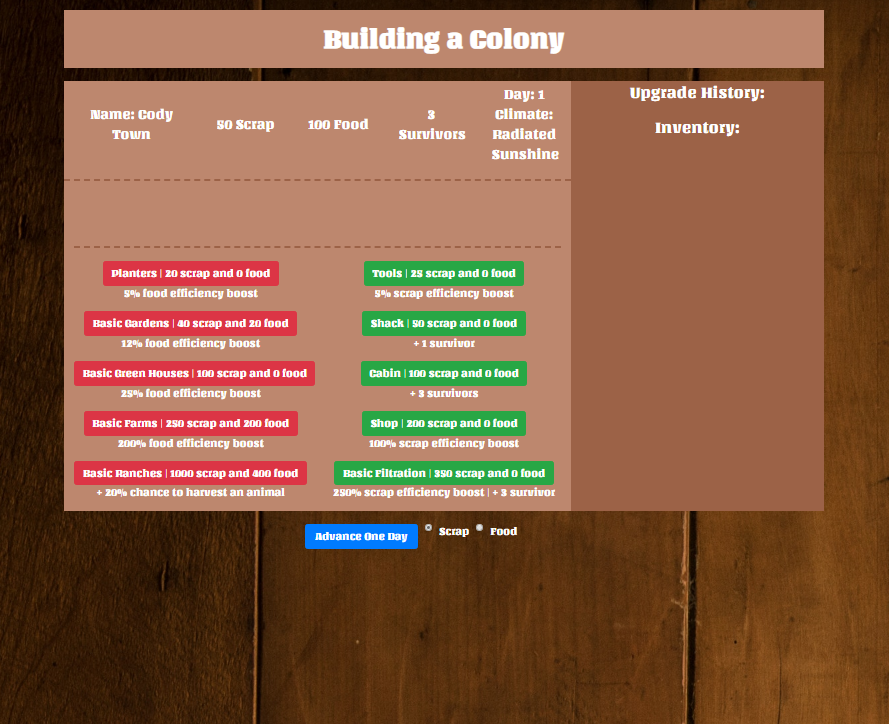 Building a Colony
Name: Cody
Town
50 Scrap
100 Food
3
Survivors
Day: 1
Climate:
Radiated
Sunshine
Upgrade History:
Inventory:
Planters | 20 scrap and 0 food
5% food efficiency boost
Tools | 25 scrap and 0 food
5% scrap efficiency boost
Basic Gardens | 40 scrap and 20 food
12% food efficiency boost
Shack | 50 scrap and 0 food
+ 1 survivor
Basic Green Houses | 100 scrap and 0 food
25% food efficiency boost
Cabin | 100 scrap and 0 food
+ 3 survivors
Basic Farms | 250 scrap and 200 food
200% food efficiency boost
Shop | 200 scrap and 0 food
100% scrap efficiency boost
Basic Ranches | 1000 scrap and 400 food
+ 20% chance to harvest an animal
Basic Filtration | 350 scrap and 0 food
250% scrap efficiency boost | + 3 survivor
Advance One Day
Scrap
Food